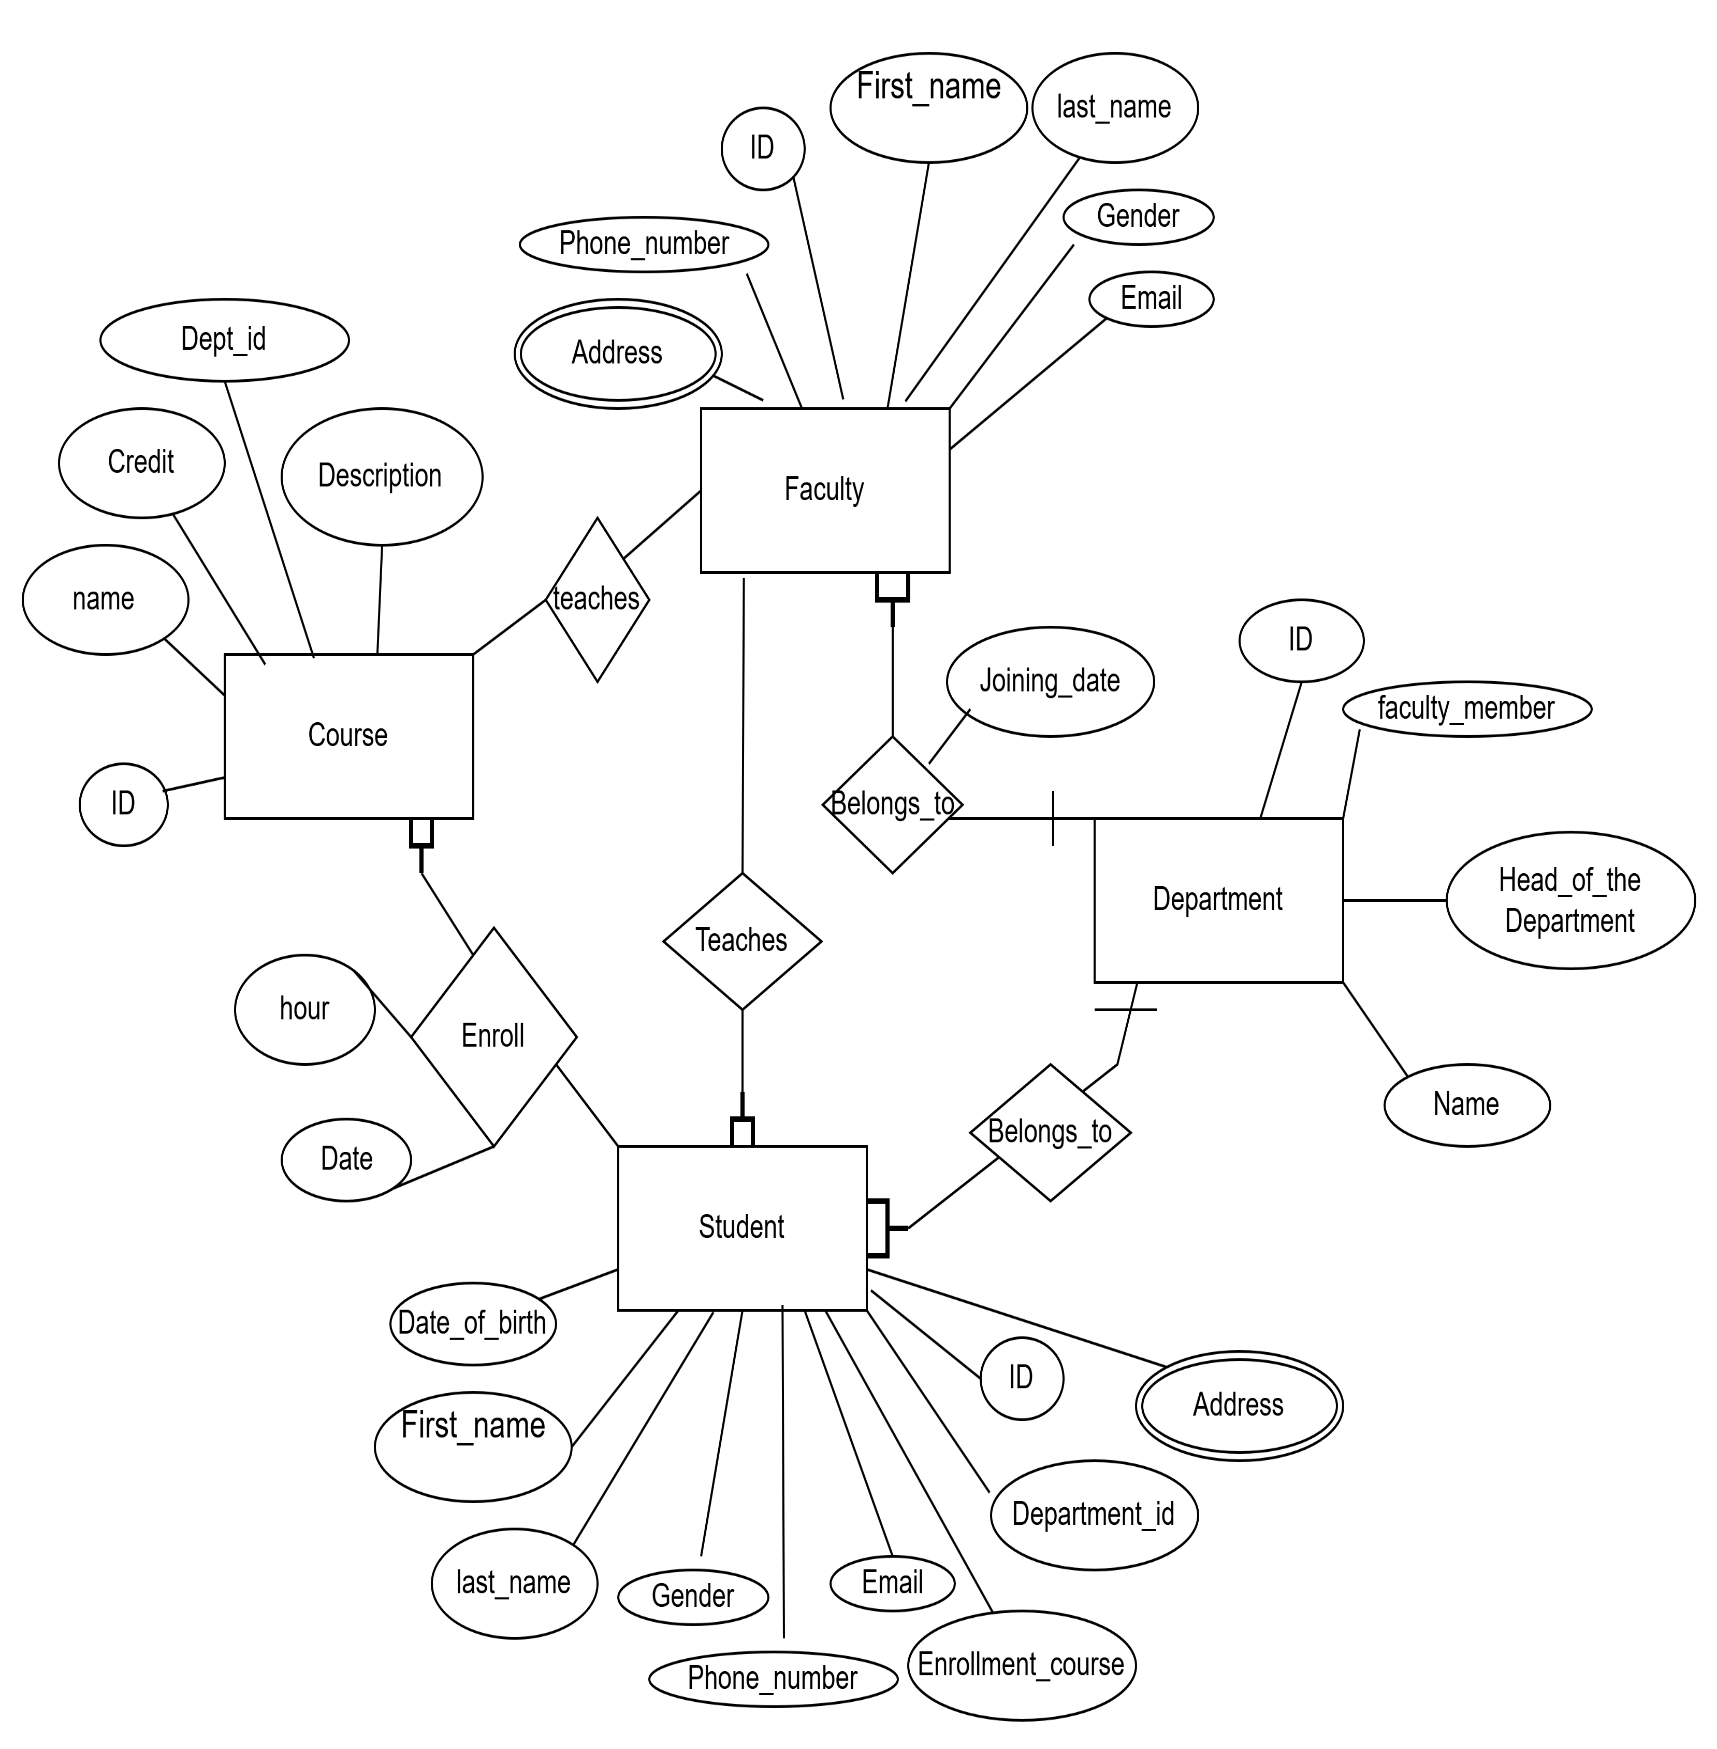 First_name
last_name
ID
Gender
Phone_number
Email
Address
Dept_id
Credit
Description
Faculty
name
teaches
ID
Joining_date
faculty_member
Course
ID
Belongs_to
Head_of_the
Department
Department
Teaches
hour
Enroll
Name
Belongs_to
Date
Student
Date_of_birth
ID
Address
First_name
Department_id
last_name
Gender
Email
Enrollment_course
Phone_number